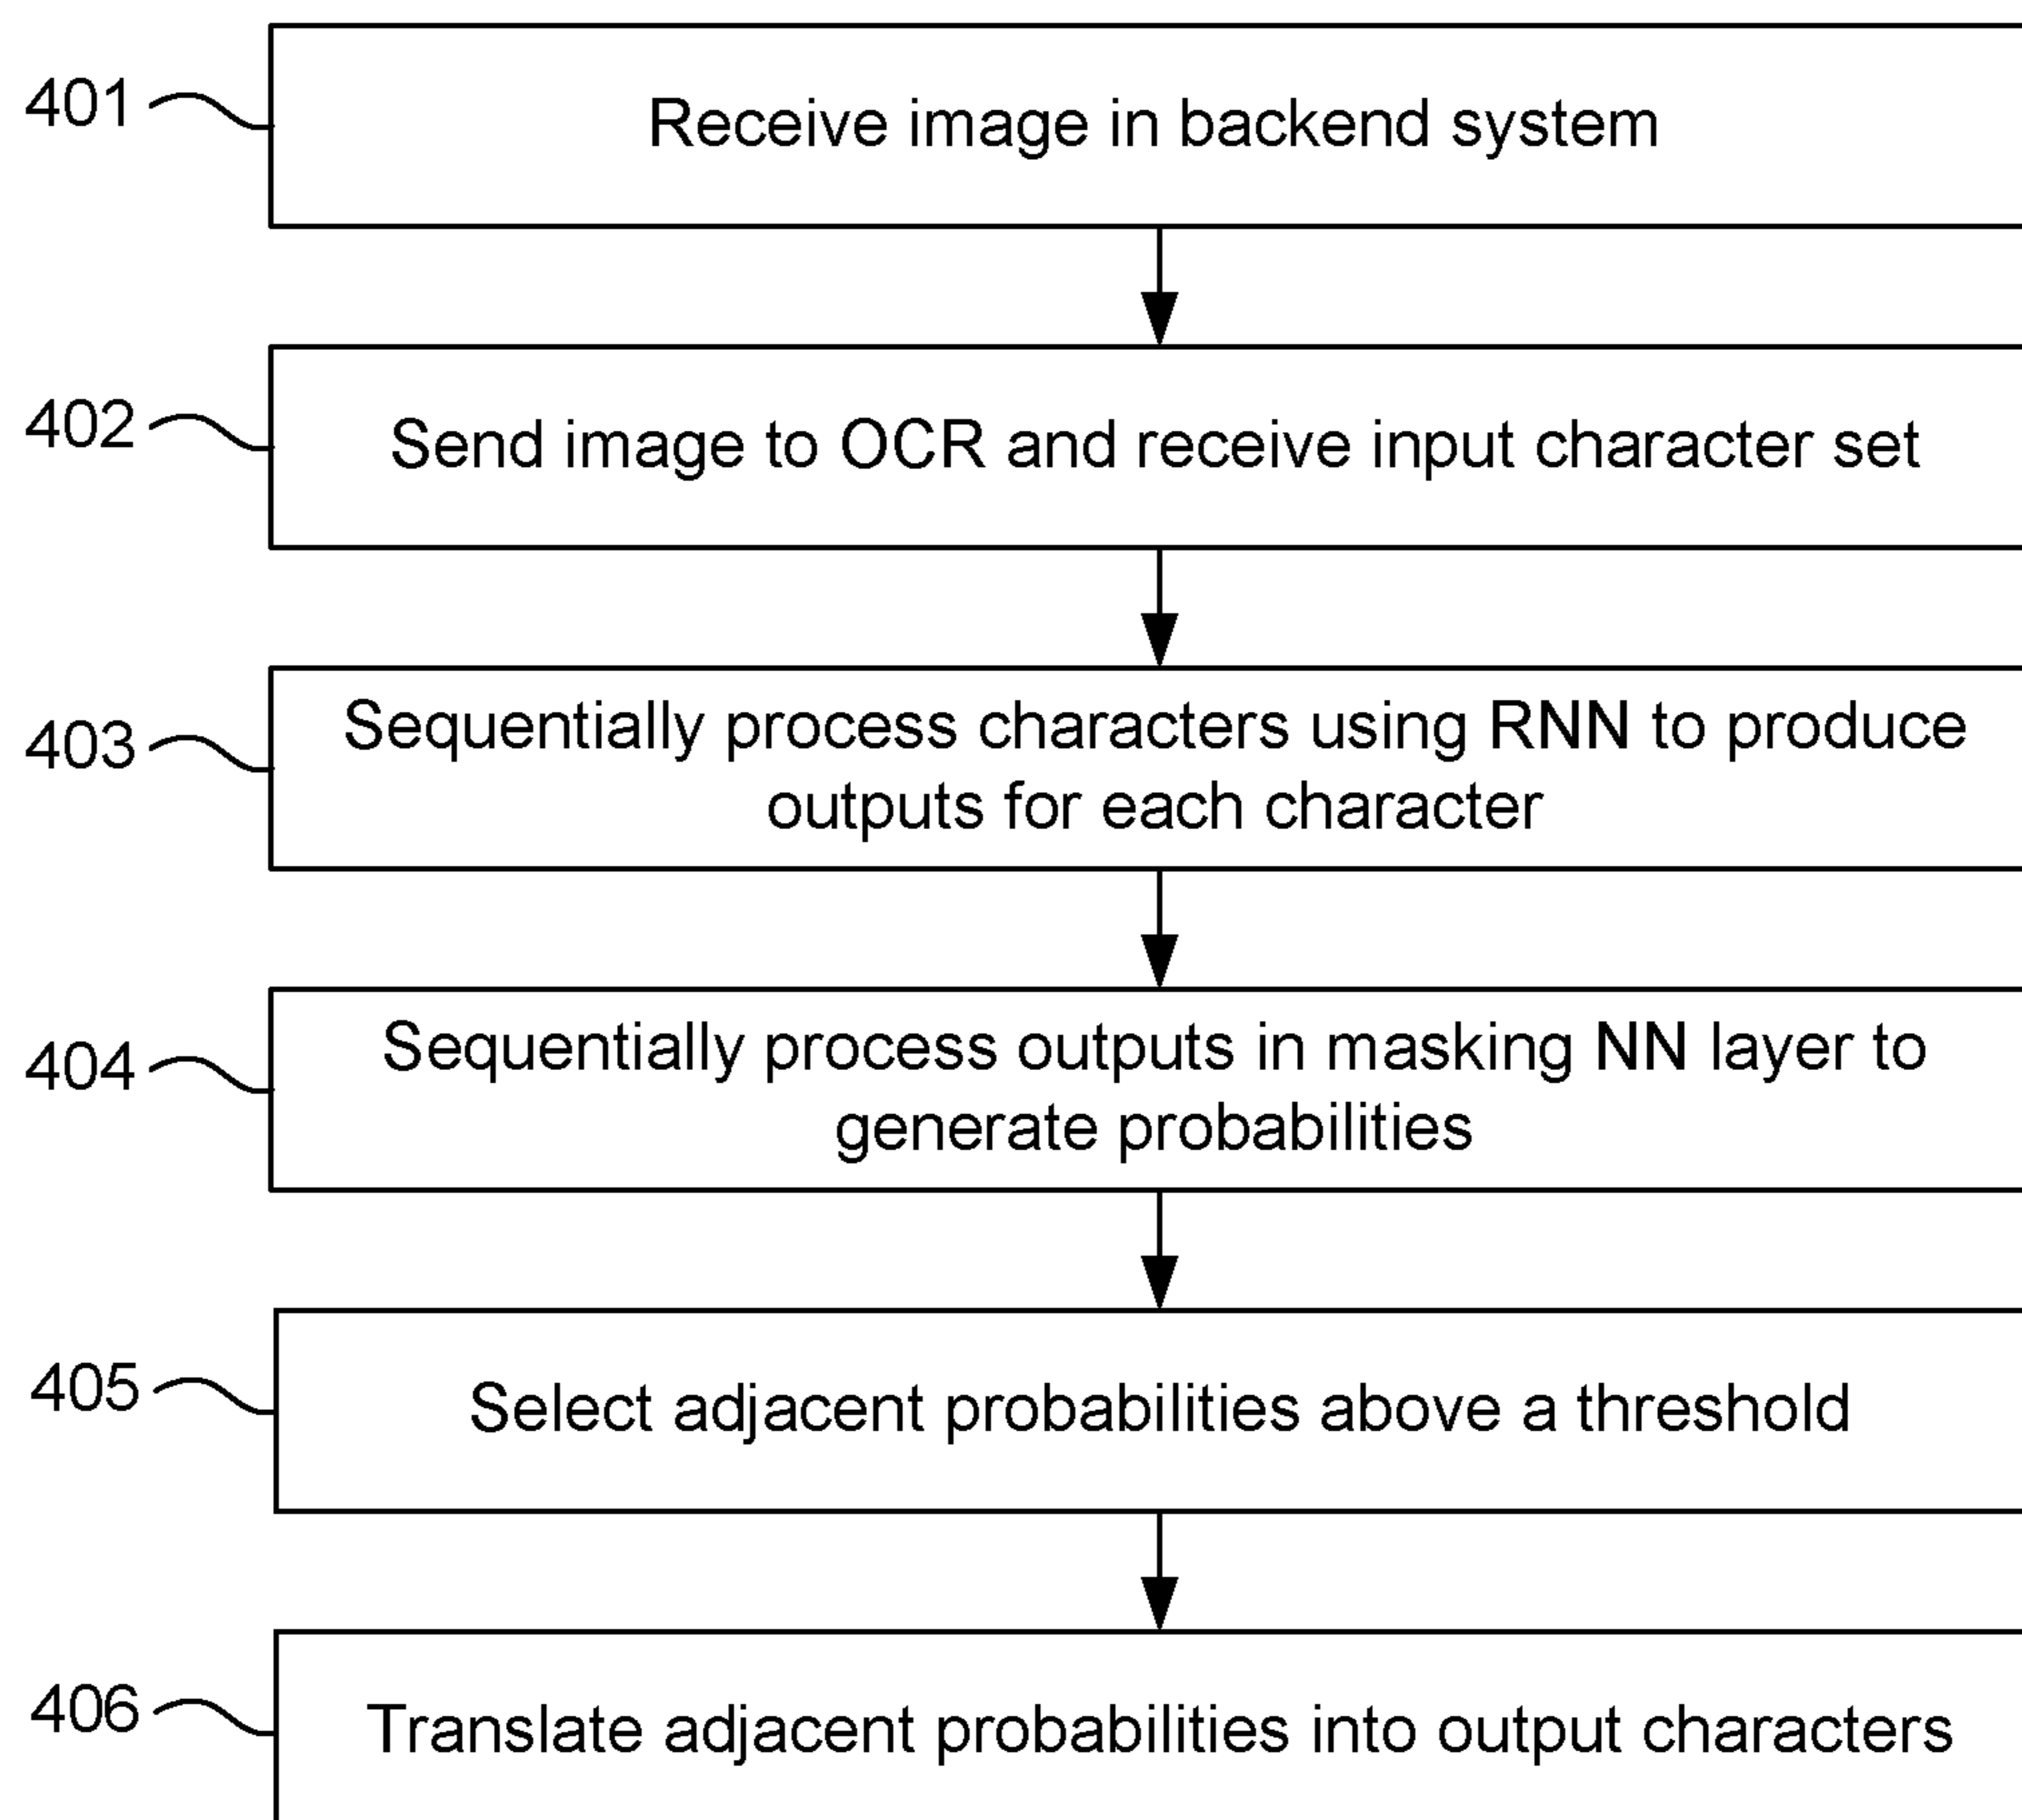 401 Receive image in backend system
402 Send image to OCR and receive input character set
403 Sequentially process characters using RNN to produce
outputs for each character
404 Sequentially process outputs in masking NN layer to
generate probabilities
405 Select adjacent probabilities above a threshold
406 Translate adjacent probabilities into output characters